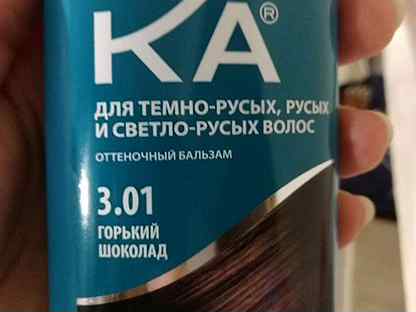 КА®
ДЛЯ ТЕМНО-РУСЫХ, РУСЫХ
И СВЕТЛО-РУСЫХ ВОЛОС
ОТТЕНОЧНЫЙ БАЛЬЗАМ
3.01
ГОРЬКИЙ
ШОКОЛАД